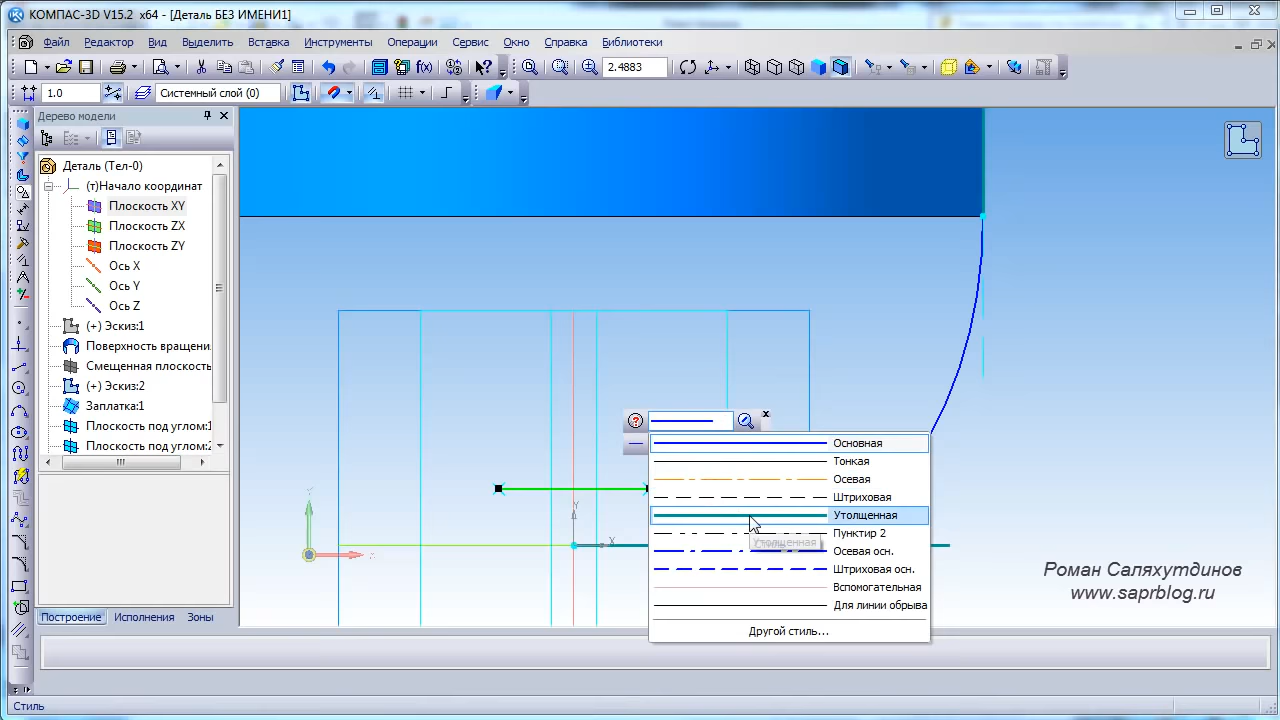 КОМПАС-3D V15.2 x64 - [Деталь БЕЗ ИМЕНИ1]
Файл Редактор Вид Выделить Вставка Инструменты Операции Сервис Окно Справка Библиотеки
f(x) 2.4883
1.0 Системный слой (0)
Дерево модели
Деталь (Тел-0)
(т)Начало координат
Плоскость XY
Плоскость ZX
Плоскость ZY
Ось X
Ось Y
Ось Z
(+) Эскиз:1
Поверхность вращени
Смещенная плоскость
(+) Эскиз:2
Заплатка:1
Плоскость под углом:1
Плоскость под углом:2
Основная
Тонкая
Осевая
Штриховая
Утолщенная
Пунктир 2
Утолщенная
Осевая осн.
Штриховая осн.
Вспомогательная
Для линии обрыва
Другой стиль...
Y
X
Роман Саляхутдинов
www.saprblog.ru
Построение Исполнения Зоны
Стиль